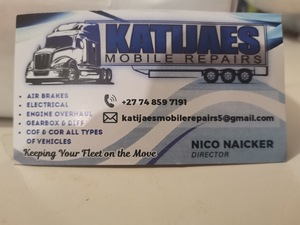 KATIJAES
MOBILE REPAIRS
• AIR BRAKES
• ELECTRICAL
• ENGINE OVERHAUL
• GEARBOX & DIFF
• COF & COR ALL TYPES
OF VEHICLES
Keeping Your Fleet on the Move
+27 74 859 7191
katijaesmobilerepairs5@gmail.com
NICO NAICKER
DIRECTOR